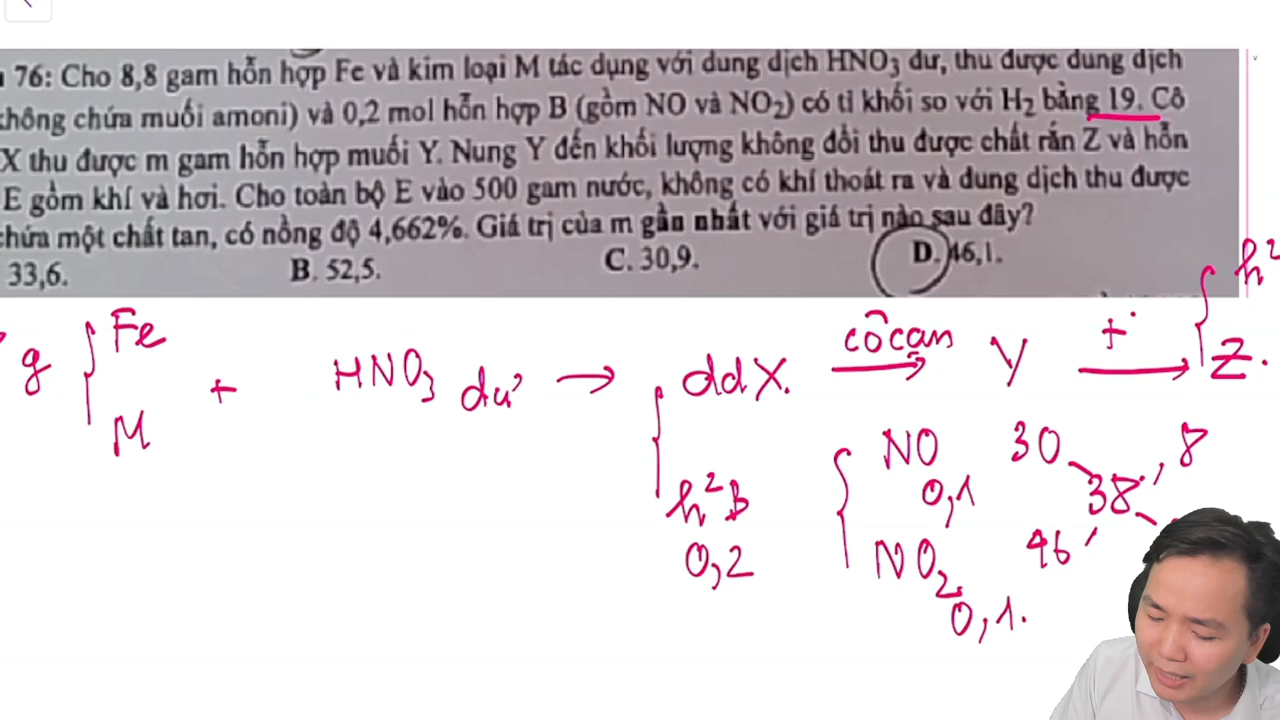 76: Cho 8,8 gam hỗn hợp Fe và kim loại M tác dụng với dung dịch HNO3 dư, thu được dung dịch
không chứa muối amoni) và 0,2 mol hỗn hợp B (gồm NO và NO2) có tỉ khối so với H2 bằng 19. Cô
X thu được m gam hỗn hợp muối Y. Nung Y đến khối lượng không đổi thu được chất rắn Z và hỗn
E gồm khí và hơi. Cho toàn bộ E vào 500 gam nước, không có khí thoát ra và dung dịch thu được
chứa một chất tan, có nồng độ 4,662%. Giá trị của m gần nhất với giá trị nào sau đây?
33,6. B. 52,5. C. 30,9. D. 46,1.
g { Fe M + HNO3 dư → { ddX. cô cạn → Y + → { h² Z.
h²B 0,2
{ NO 30 8
0,1 38
NO2 46
0,1.